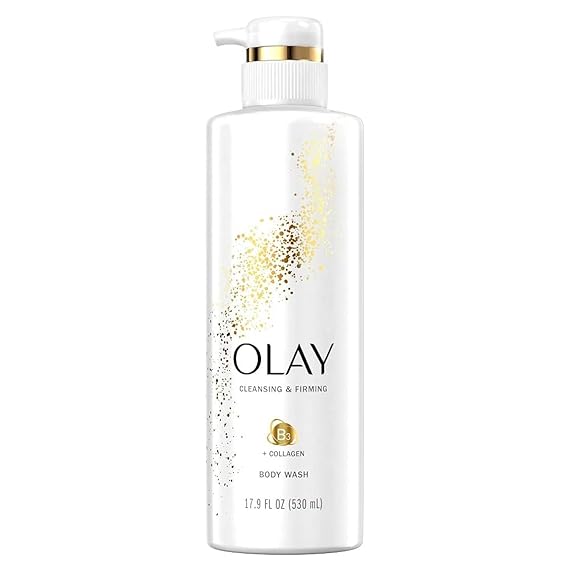 OLAY
CLEANSING & FIRMING
B3
+ COLLAGEN
BODY WASH
17.9 FL OZ (530 mL)